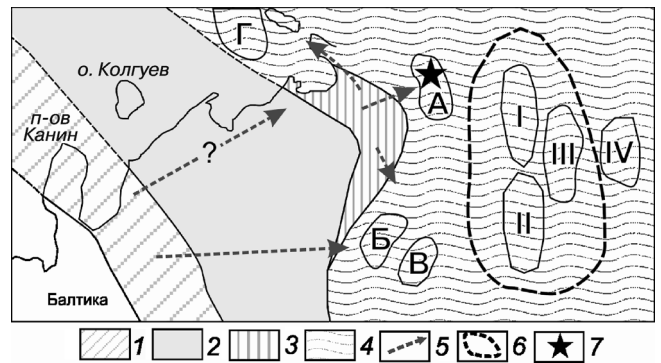 Г
о. Колгуев
п-ов
Канин
?
А
I
III
IV
II
Б
В
Балтика
1 2 3 4 5 6 7